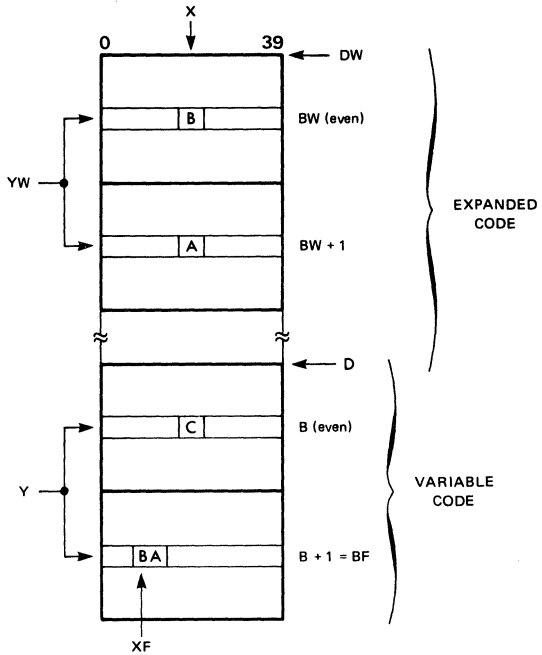 X
0 39
DW
B BW (even)
YW
EXPANDED
CODE
A BW + 1
D
C B (even)
Y
VARIABLE
CODE
BA B + 1 = BF
XF